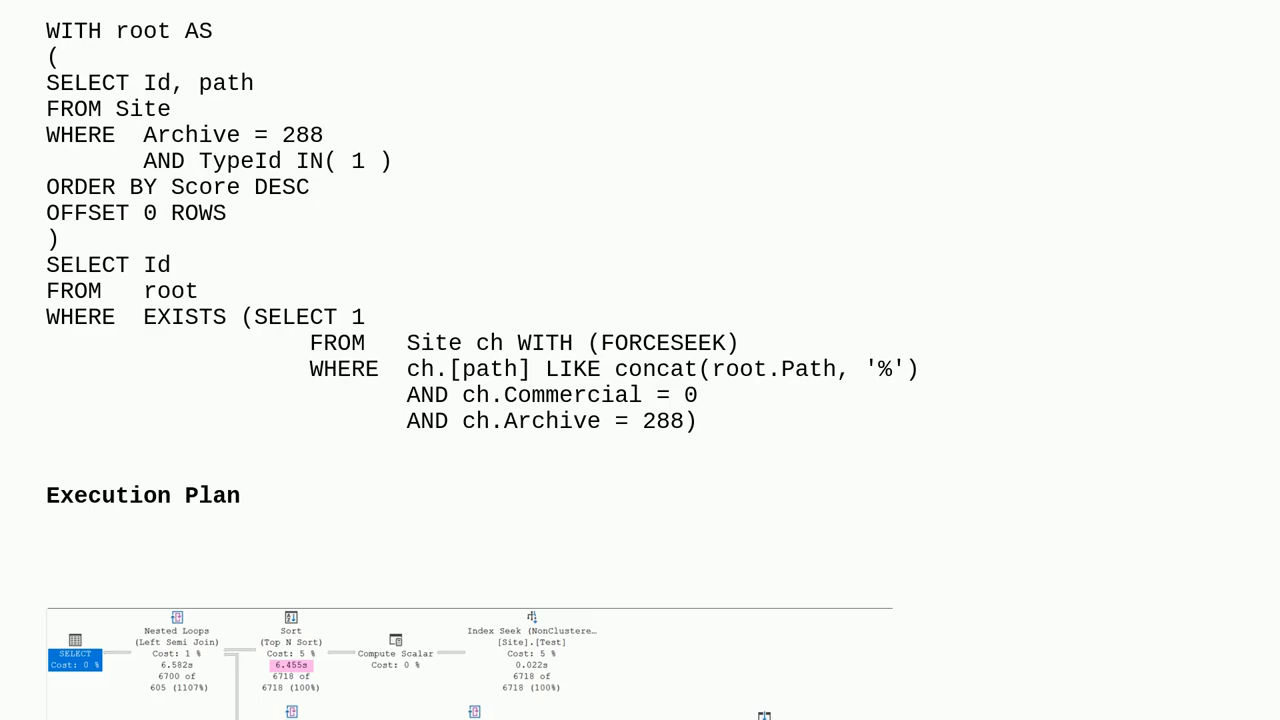 WITH root AS
(
SELECT Id, path
FROM Site
WHERE  Archive = 288
       AND TypeId IN( 1 )
ORDER BY Score DESC
OFFSET 0 ROWS
)
SELECT Id
FROM   root
WHERE  EXISTS (SELECT 1
                   FROM   Site ch WITH (FORCESEEK)
                   WHERE  ch.[path] LIKE concat(root.Path, '%')
                          AND ch.Commercial = 0
                          AND ch.Archive = 288)
Execution Plan
SELECT
Cost: 0 %
Nested Loops
(Left Semi Join)
Cost: 1 %
6.582s
6700 of
605 (1107%)
Sort
(Top N Sort)
Cost: 5 %
6.455s
6718 of
6718 (100%)
Compute Scalar
Cost: 0 %
Index Seek (NonClustere…
[Site].[Test]
Cost: 5 %
0.022s
6718 of
6718 (100%)